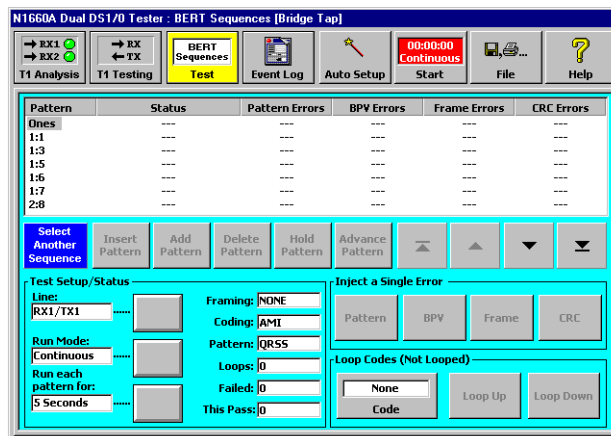 N1660A Dual DS1/0 Tester : BERT Sequences [Bridge Tap]
RX1 RX BERT 00:00:00
RX2 TX Sequences Continuous
T1 Analysis T1 Testing Test Event Log Auto Setup Start File Help
Pattern Status Pattern Errors BPV Errors Frame Errors CRC Errors
Ones --- --- --- --- ---
1:1 --- --- --- --- ---
1:3 --- --- --- --- ---
1:5 --- --- --- --- ---
1:6 --- --- --- --- ---
1:7 --- --- --- --- ---
2:8 --- --- --- --- ---
Select Another Sequence
Insert Pattern
Add Pattern
Delete Pattern
Hold Pattern
Advance Pattern
Test Setup/Status
Line:
RX1/TX1
Run Mode:
Continuous
Run each
pattern for:
5 Seconds
Framing: NONE
Coding: AMI
Pattern: QRSS
Loops: 0
Failed: 0
This Pass: 0
Inject a Single Error
Pattern BPV Frame CRC
Loop Codes (Not Looped)
None
Code
Loop Up
Loop Down